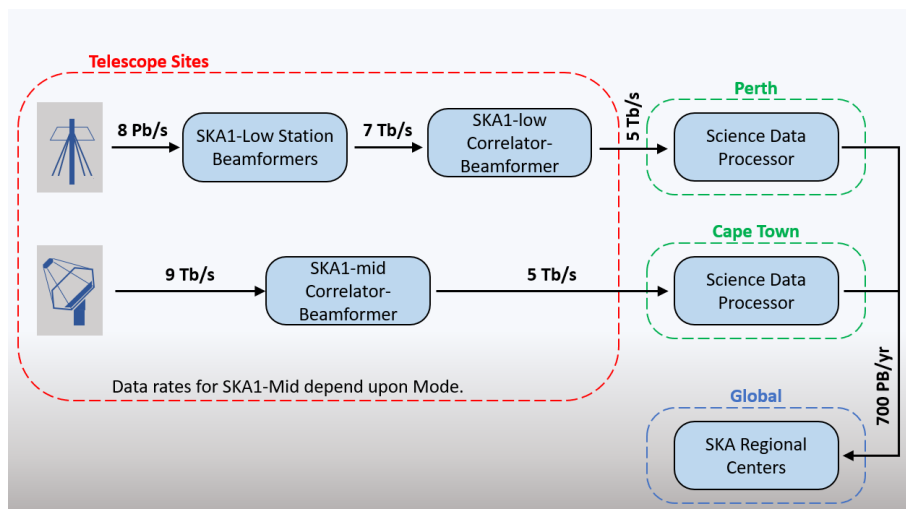 Telescope Sites
8 Pb/s
SKA1-Low Station
Beamformers
7 Tb/s
SKA1-low
Correlator-
Beamformer
5 Tb/s
Perth
Science Data
Processor
9 Tb/s
SKA1-mid
Correlator-
Beamformer
5 Tb/s
Cape Town
Science Data
Processor
Data rates for SKA1-Mid depend upon Mode.
700 PB/yr
Global
SKA Regional
Centers